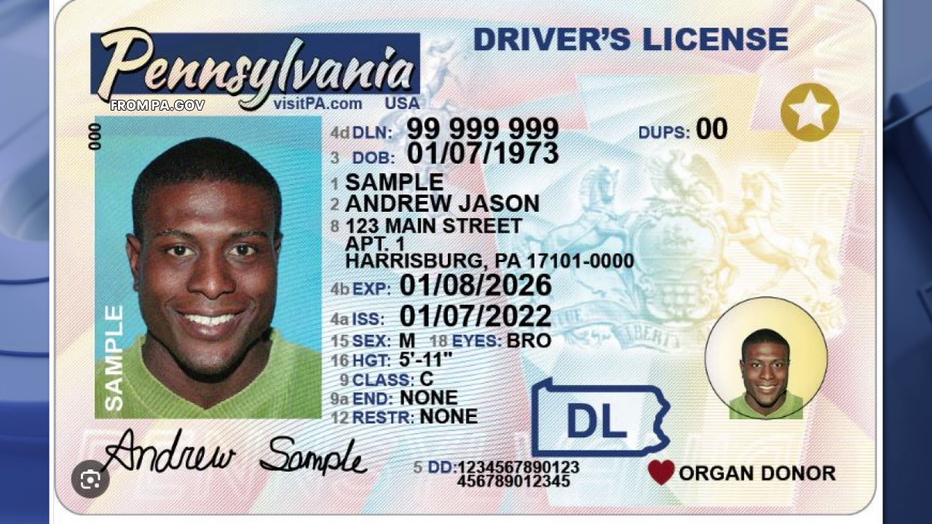 Pennsylvania
FROM PA.GOV
visitPA.com USA
DRIVER'S LICENSE
000
4d DLN: 99 999 999 DUPS: 00
3 DOB: 01/07/1973
1 SAMPLE
2 ANDREW JASON
8 123 MAIN STREET
APT. 1
HARRISBURG, PA 17101-0000
4b EXP: 01/08/2026
4a ISS: 01/07/2022
15 SEX: M 18 EYES: BRO
16 HGT: 5'-11"
9 CLASS: C
9a END: NONE
12 RESTR: NONE
SAMPLE
DL
Andrew Sample
5 DD:1234567890123
456789012345
ORGAN DONOR